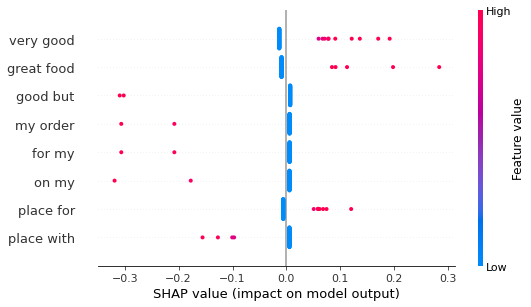 High
very good
great food
good but
my order
for my
on my
place for
place with
Feature value
Low
−0.3 −0.2 −0.1 0.0 0.1 0.2 0.3
SHAP value (impact on model output)